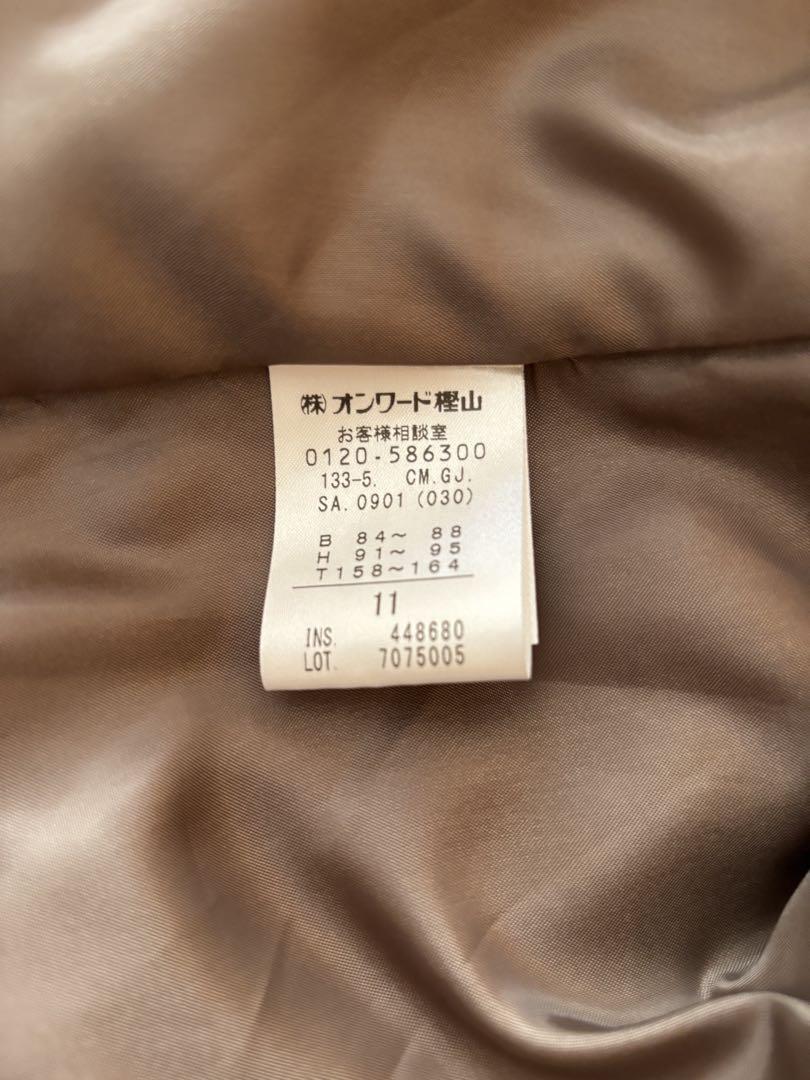 ㈱オンワード樫山
お客様相談室
0120-586300
133-5. CM.GJ.
SA.0901(030)
B 84〜 88
H 91〜 95
T158〜164
11
INS. 448680
LOT. 7075005